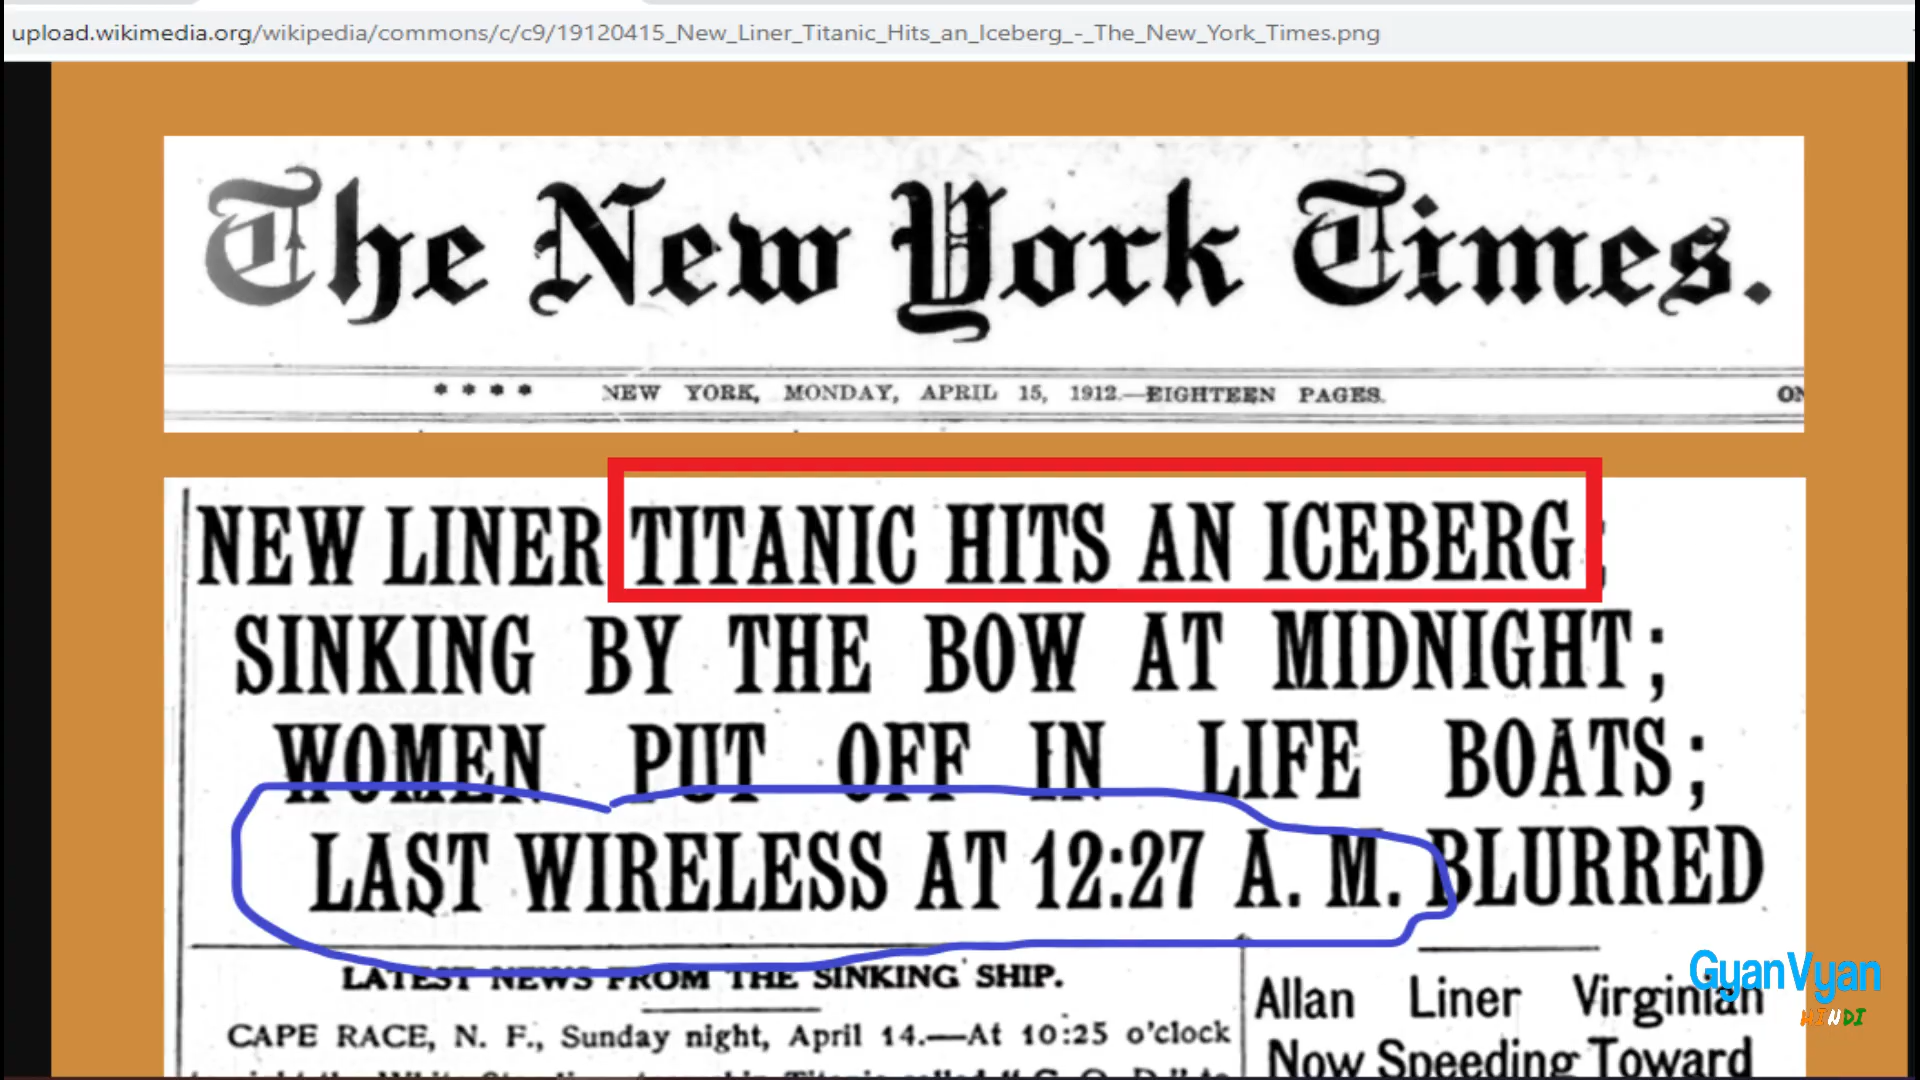 upload.wikimedia.org/wikipedia/commons/c/c9/19120415_New_Liner_Titanic_Hits_an_Iceberg_-_The_New_York_Times.png
The New York Times.
**** NEW YORK, MONDAY, APRIL 15, 1912.—EIGHTEEN PAGES.
NEW LINER TITANIC HITS AN ICEBERG;
SINKING BY THE BOW AT MIDNIGHT;
WOMEN PUT OFF IN LIFE BOATS;
LAST WIRELESS AT 12:27 A. M. BLURRED
LATEST NEWS FROM THE SINKING SHIP.
CAPE RACE, N. F., Sunday night, April 14.—At 10:25 o'clock
Allan Liner Virginian
Now Speeding Toward
GyanVyan
HINDI